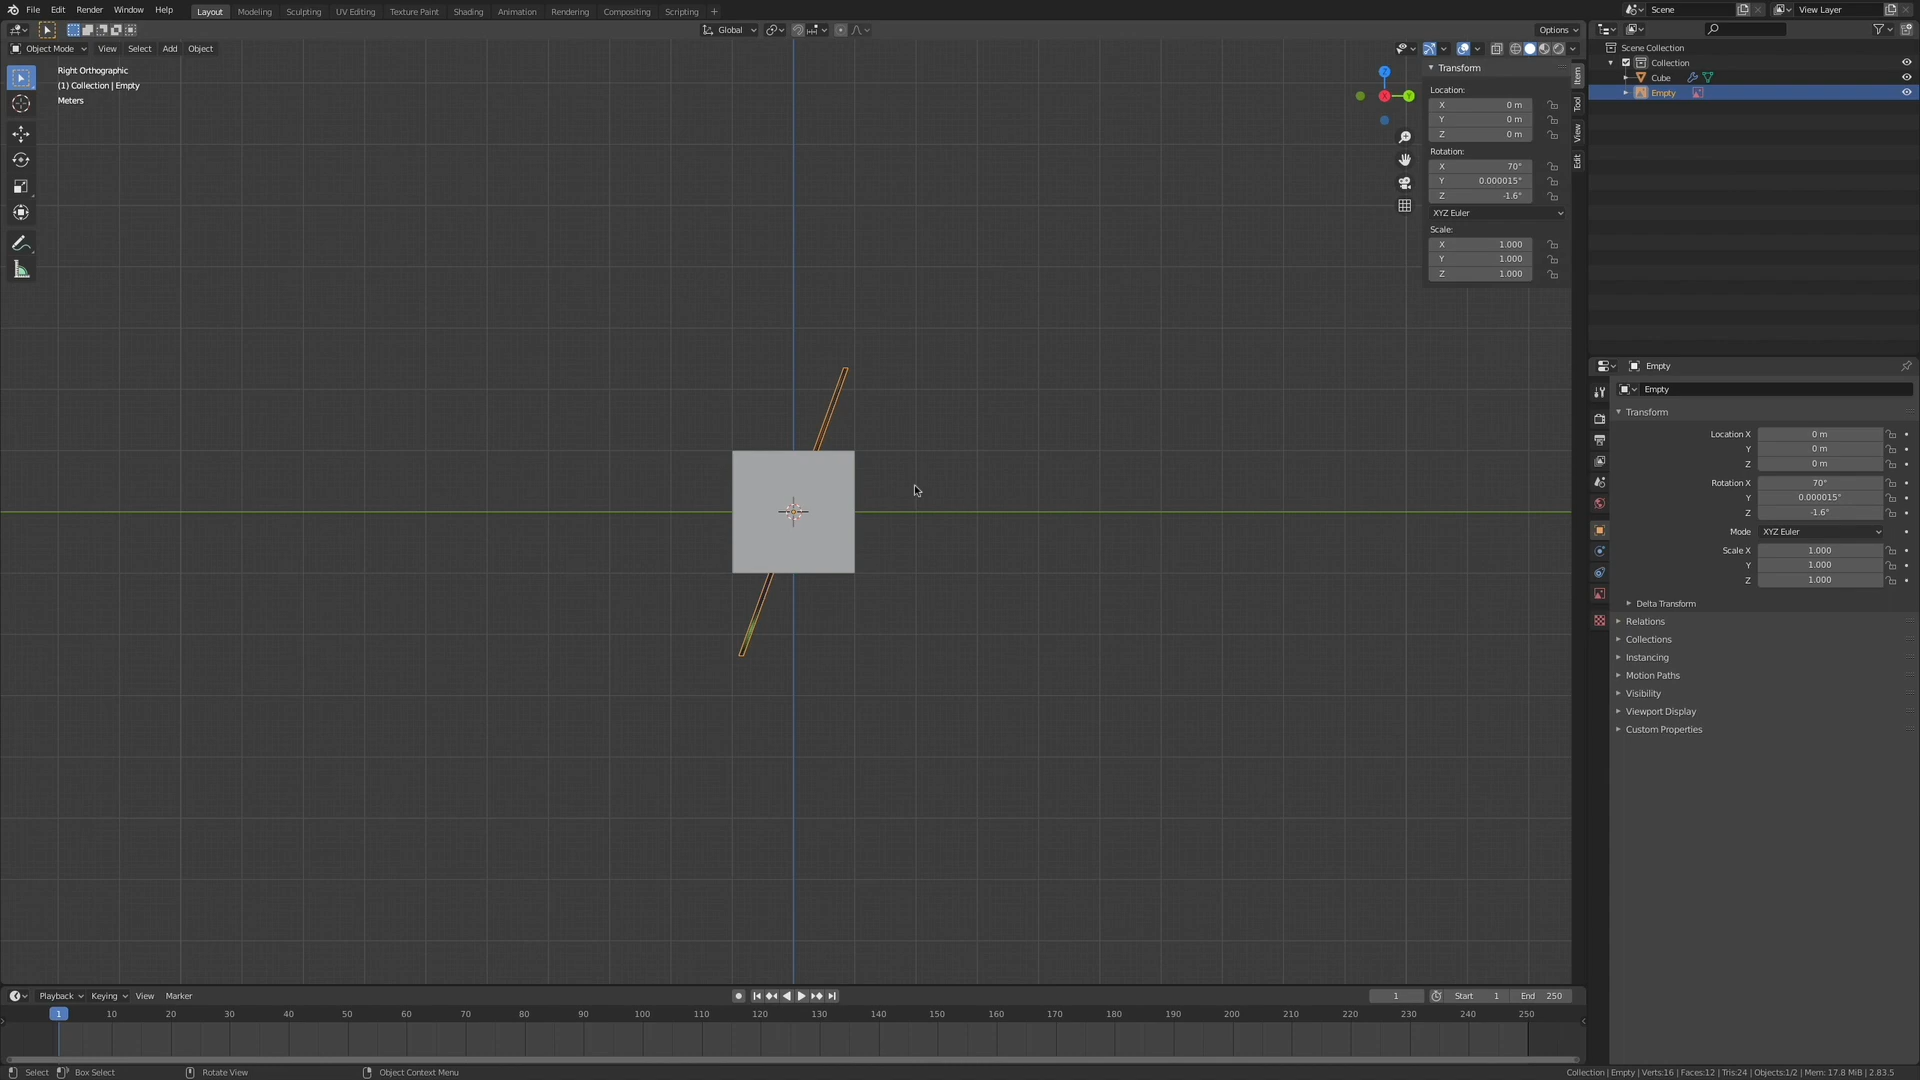 File Edit Render Window Help Layout Modeling Sculpting UV Editing Texture Paint Shading Animation Rendering Compositing Scripting + Scene View Layer
Global Options
Object Mode View Select Add Object
Right Orthographic
(1) Collection | Empty
Meters
Z
X
Y
Transform
Location:
X 0 m
Y 0 m
Z 0 m
Rotation:
X 70°
Y 0.000015°
Z -1.6°
XYZ Euler
Scale:
X 1.000
Y 1.000
Z 1.000
Item
Tool
View
Edit
Scene Collection
Collection
Cube
Empty
Empty
Empty
Transform
Location X 0 m
Y 0 m
Z 0 m
Rotation X 70°
Y 0.000015°
Z -1.6°
Mode XYZ Euler
Scale X 1.000
Y 1.000
Z 1.000
Delta Transform
Relations
Collections
Instancing
Motion Paths
Visibility
Viewport Display
Custom Properties
Playback Keying View Marker 1 Start 1 End 250
1 10 20 30 40 50 60 70 80 90 100 110 120 130 140 150 160 170 180 190 200 210 220 230 240 250
Select Box Select Rotate View Object Context Menu Collection | Empty | Verts:16 | Faces:12 | Tris:24 | Objects:1/2 | Mem: 17.8 MiB | 2.83.5